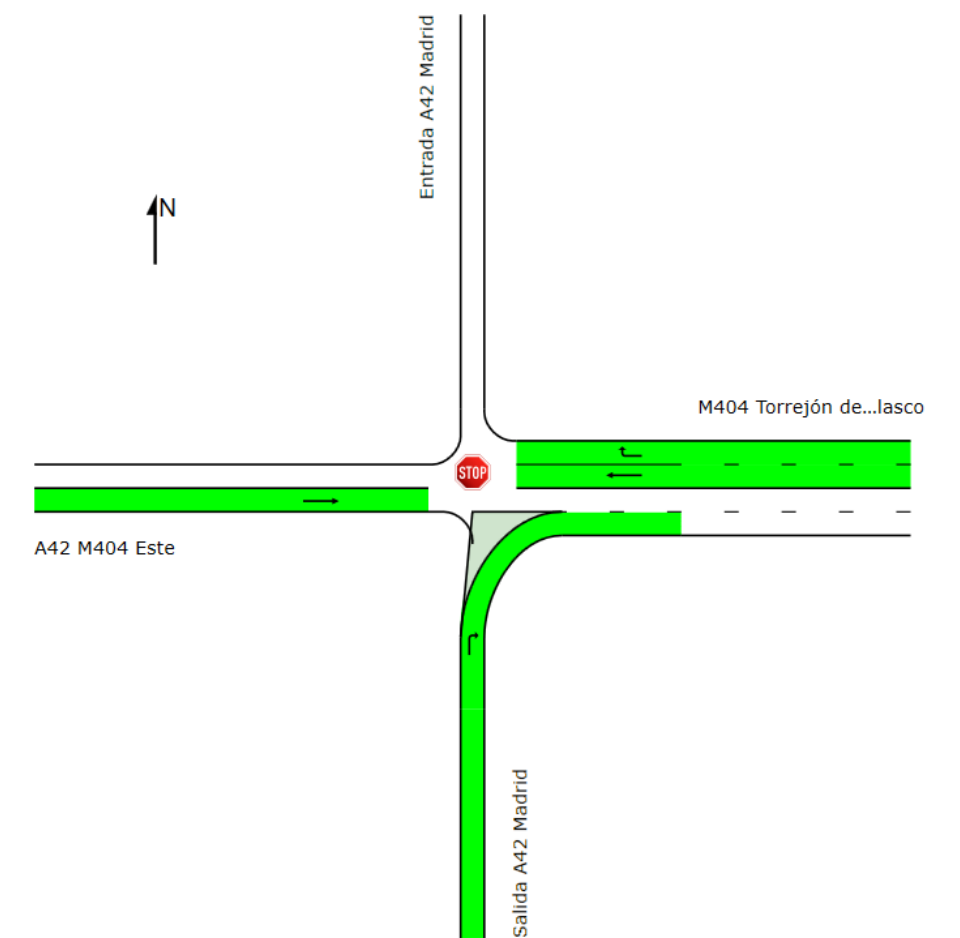 Entrada A42 Madrid
N
M404 Torrejón de...lasco
STOP
A42 M404 Este
Salida A42 Madrid